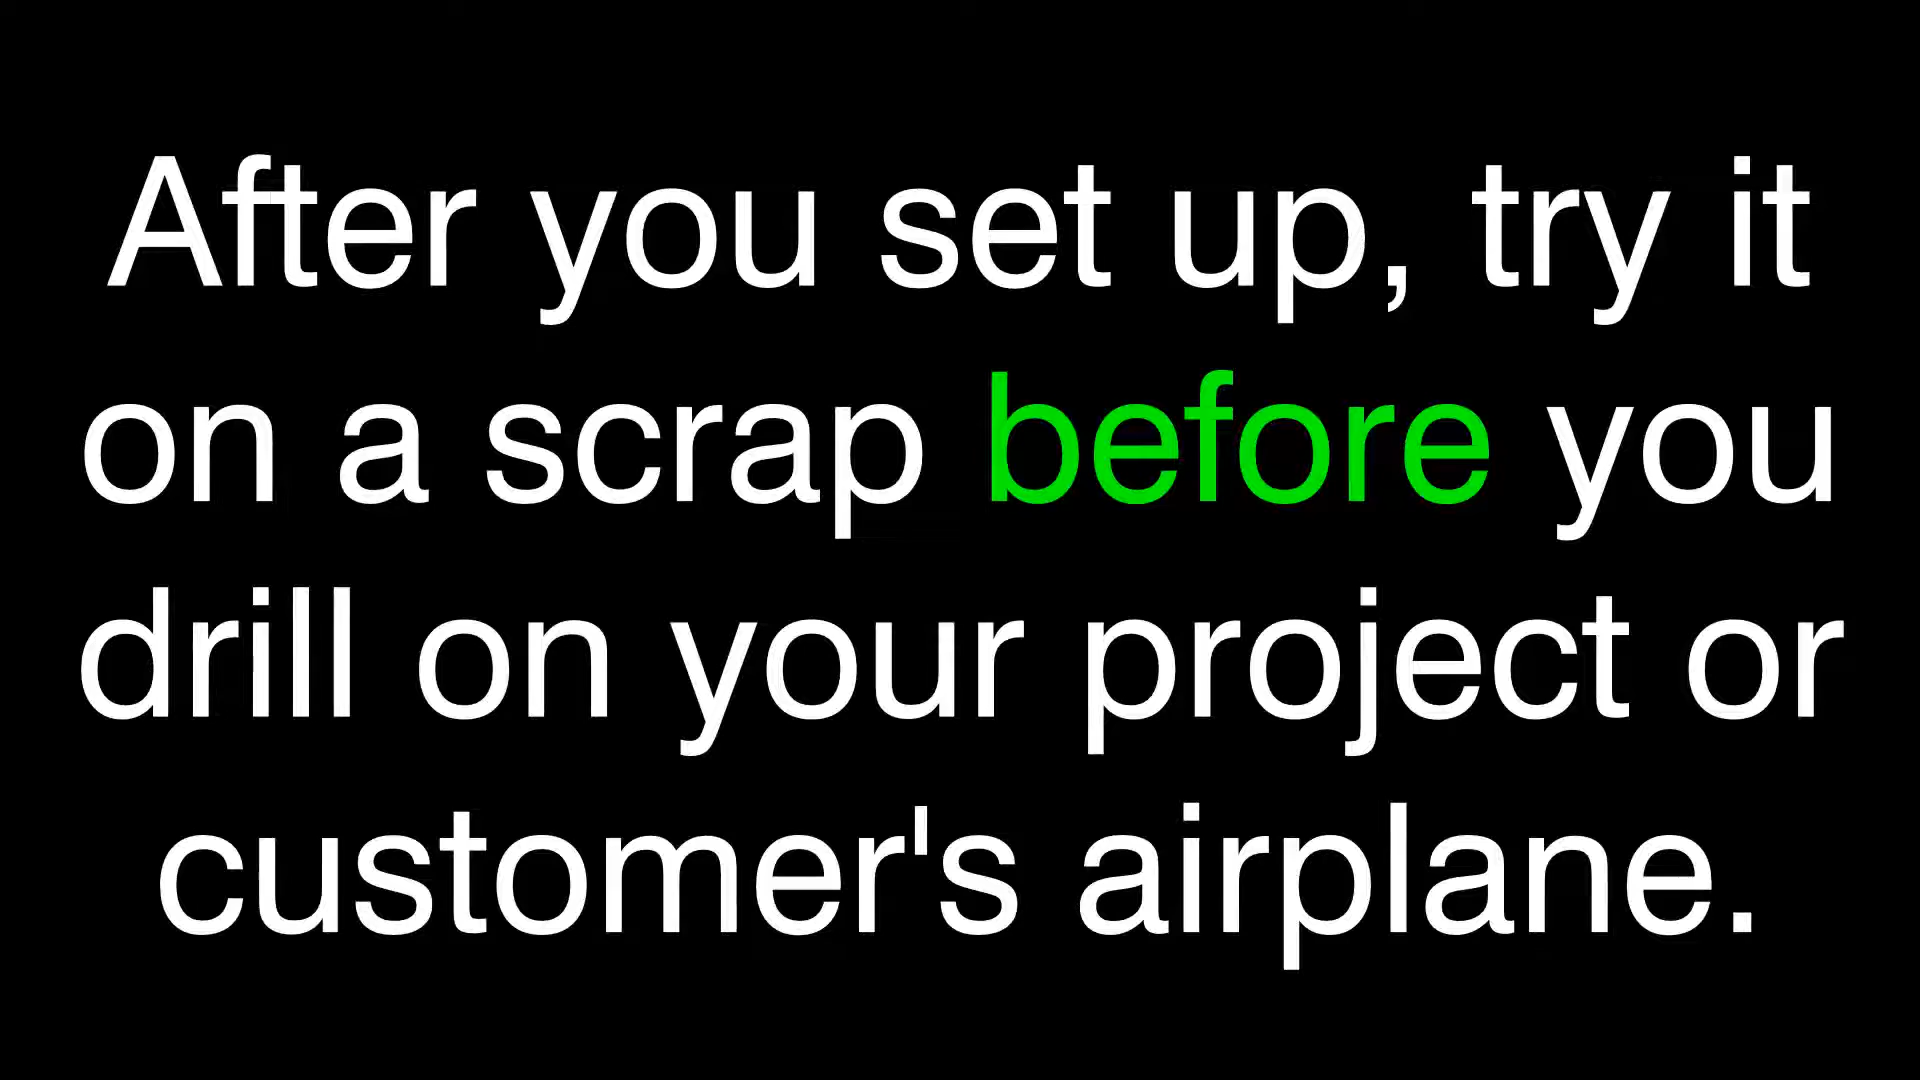 After you set up, try it
on a scrap before you
drill on your project or
customer's airplane.